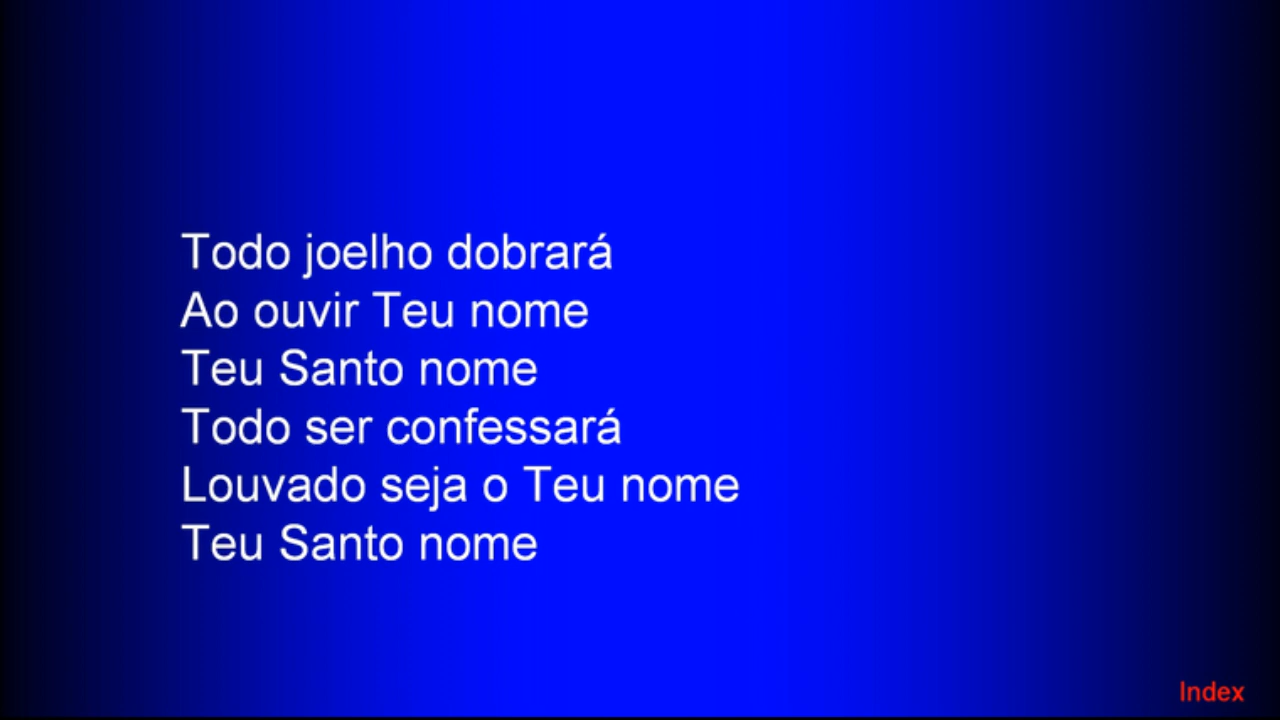 Todo joelho dobrará
Ao ouvir Teu nome
Teu Santo nome
Todo ser confessará
Louvado seja o Teu nome
Teu Santo nome
Index